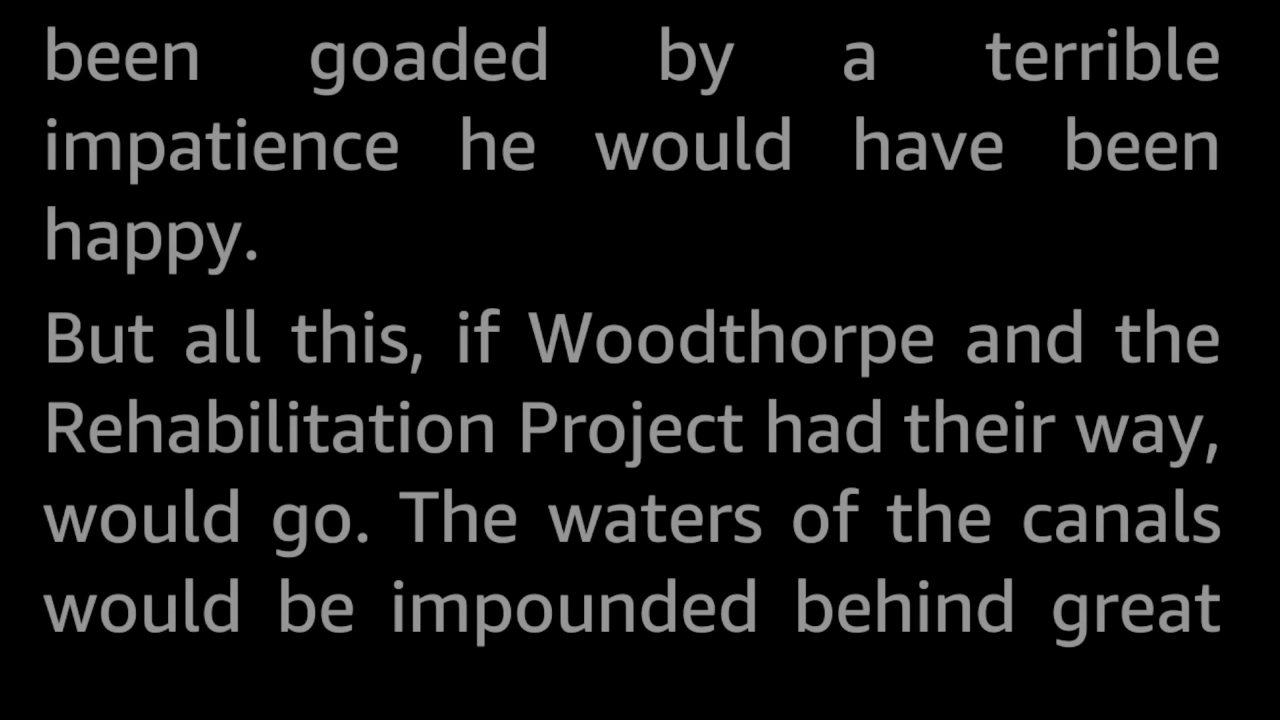 been goaded by a terrible
impatience he would have been
happy.
But all this, if Woodthorpe and the
Rehabilitation Project had their way,
would go. The waters of the canals
would be impounded behind great